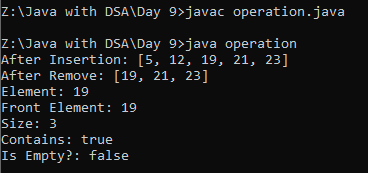 Z:\Java with DSA\Day 9>javac operation.java
Z:\Java with DSA\Day 9>java operation
After Insertion: [5, 12, 19, 21, 23]
After Remove: [19, 21, 23]
Element: 19
Front Element: 19
Size: 3
Contains: true
Is Empty?: false